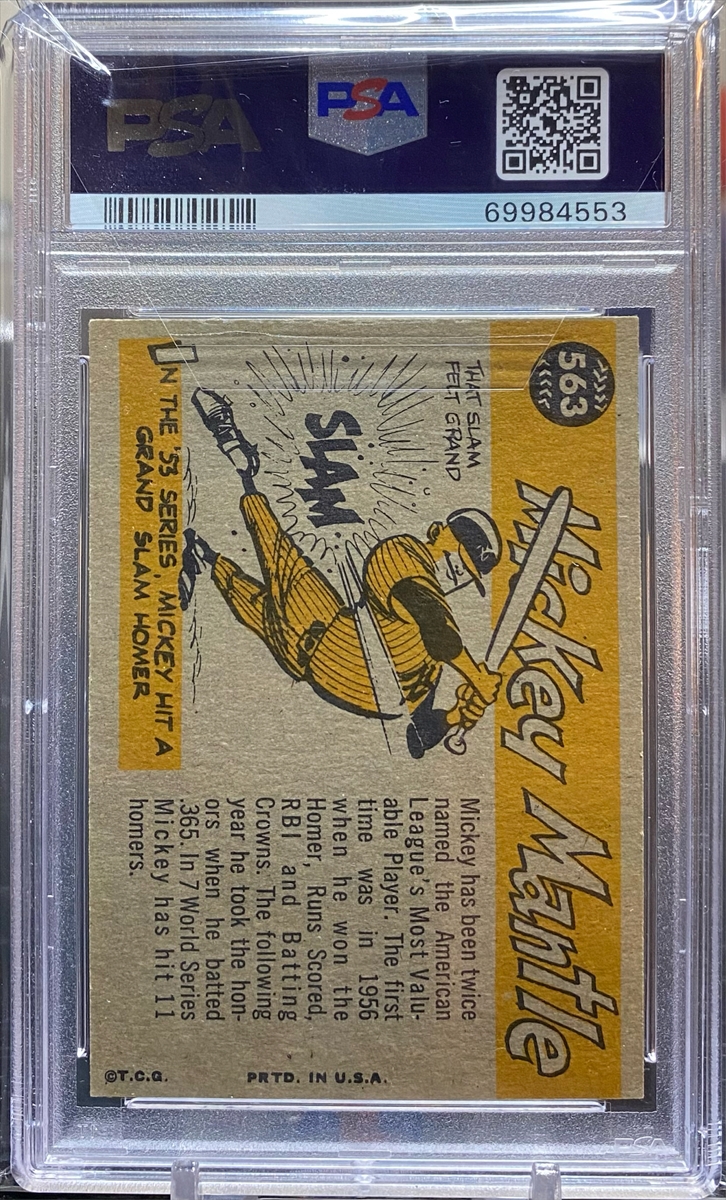 PSA
PSA
69984553
563
Mickey Mantle
THAT SLAM
FELT GRAND
SLAM
IN THE '53 SERIES, MICKEY HIT A
GRAND SLAM HOMER
Mickey has been twice
named the American
League's Most Valu-
able Player. The first
time was in 1956
when he won the
Homer, Runs Scored,
RBI and Batting
Crowns. The following
year he took the hon-
ors when he batted
.365. In 7 World Series
Mickey has hit 11
homers.
©T.C.G.
PRTD. IN U.S.A.
PSA